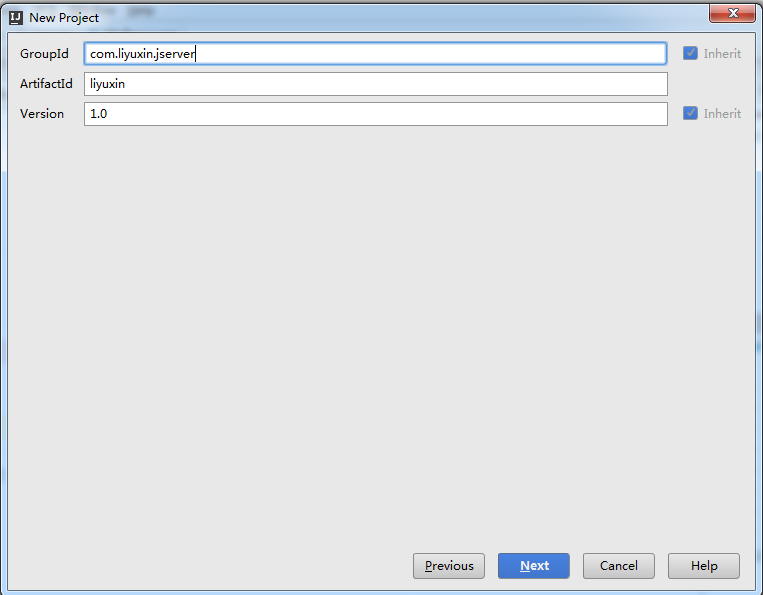 New Project
GroupId com.liyuxin.jserver Inherit
ArtifactId liyuxin
Version 1.0 Inherit
Previous Next Cancel Help